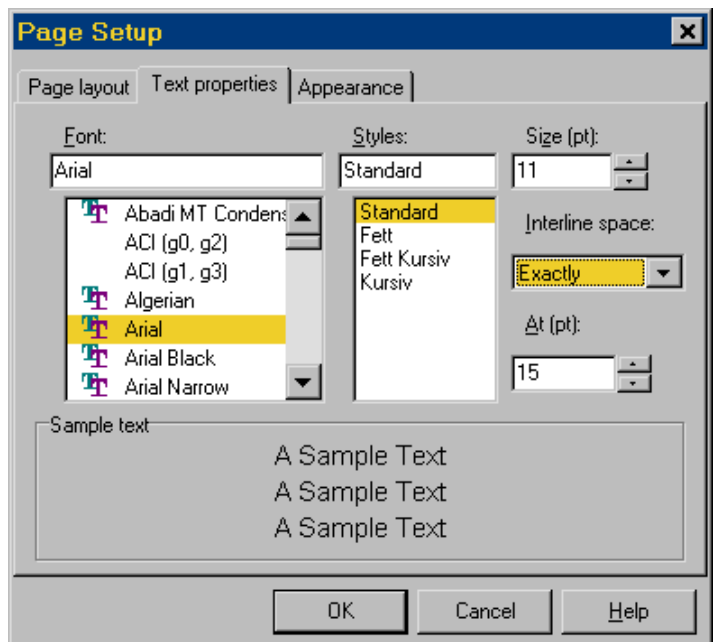 Page Setup
Page layout Text properties Appearance
Font: Styles: Size (pt):
Arial Standard 11
Abadi MT Condens
ACI (g0, g2)
ACI (g1, g3)
Algerian
Arial
Arial Black
Arial Narrow
Standard
Fett
Fett Kursiv
Kursiv
Interline space:
Exactly
At (pt):
15
Sample text
A Sample Text
A Sample Text
A Sample Text
OK Cancel Help